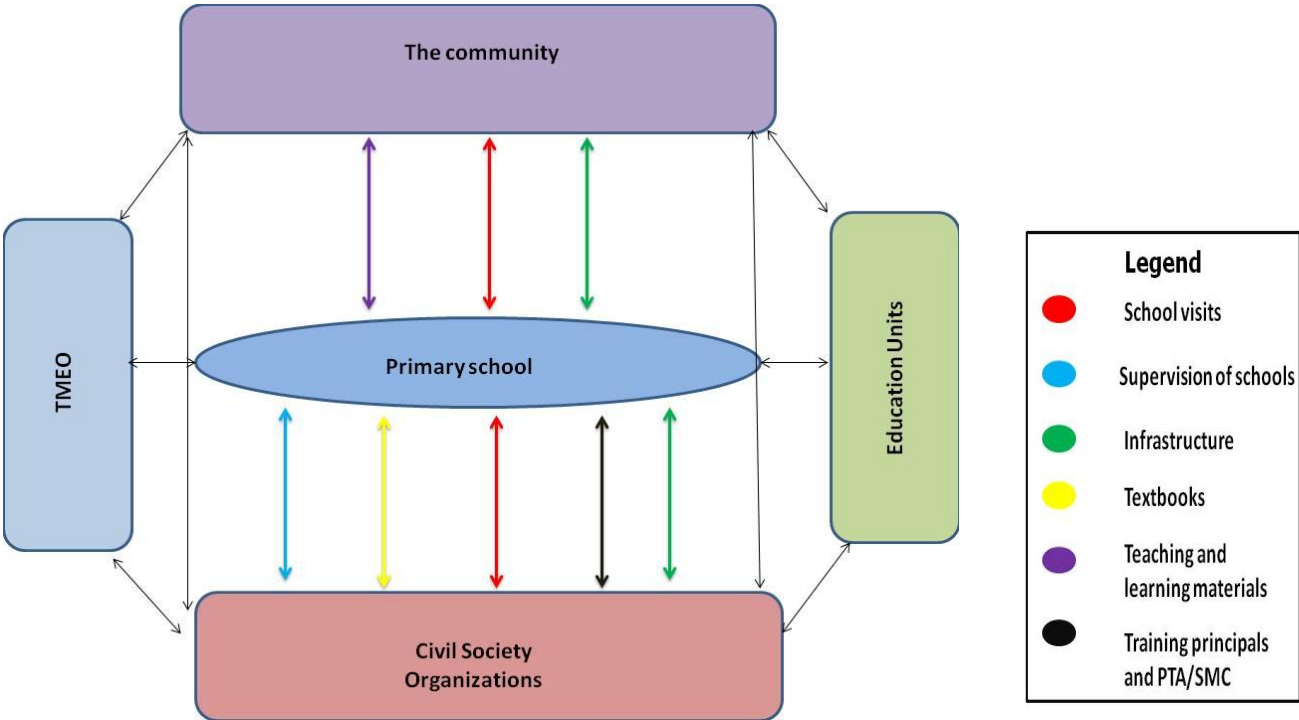 The community
TMEO
Primary school
Education Units
Civil Society
Organizations
Legend
School visits
Supervision of schools
Infrastructure
Textbooks
Teaching and
learning materials
Training principals
and PTA/SMC